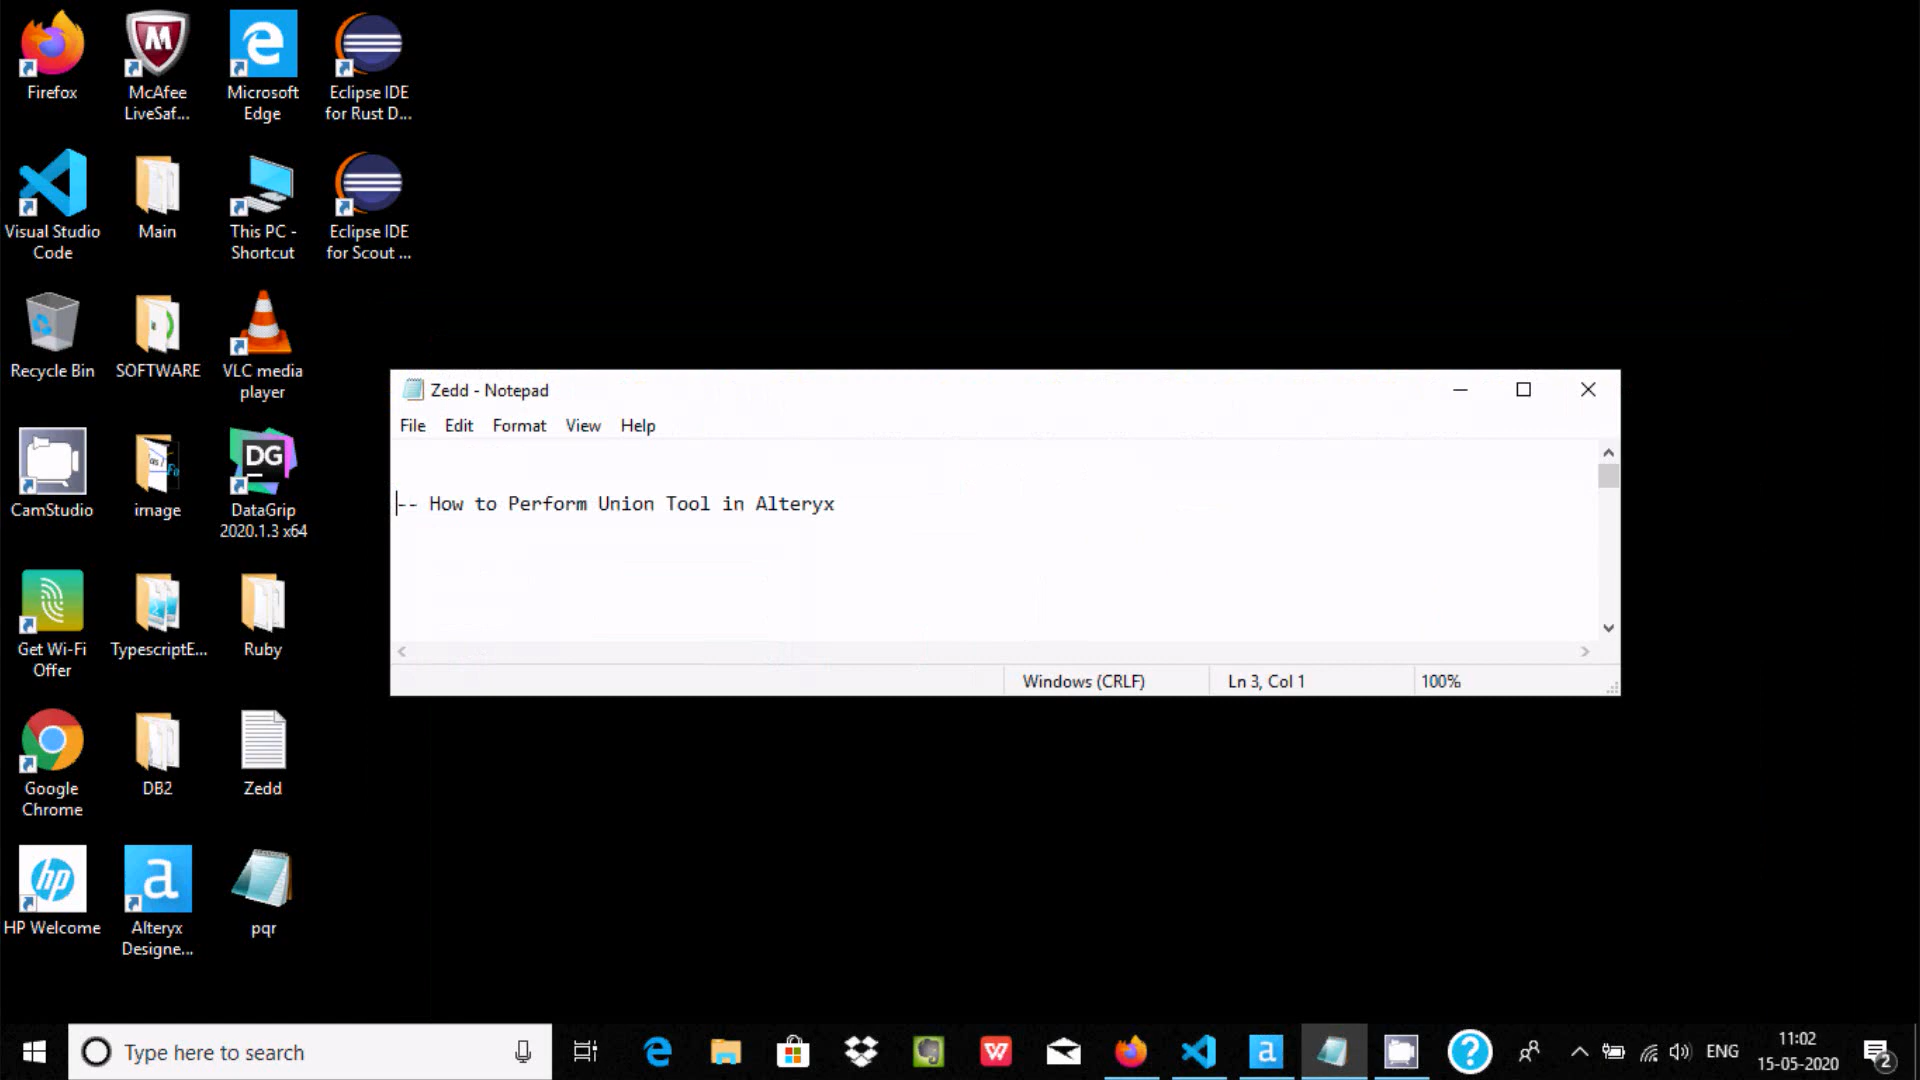 Firefox
McAfee
LiveSaf...
Microsoft
Edge
Eclipse IDE
for Rust D...
Visual Studio
Code
Main
This PC -
Shortcut
Eclipse IDE
for Scout ...
Recycle Bin
SOFTWARE
VLC media
player
CamStudio
image
DG
DataGrip
2020.1.3 x64
Get Wi-Fi
Offer
TypescriptE...
Ruby
Google
Chrome
DB2
Zedd
hp
HP Welcome
a
Alteryx
Designe...
pqr
Zedd - Notepad
File Edit Format View Help
-- How to Perform Union Tool in Alteryx
Windows (CRLF) Ln 3, Col 1 100%
Type here to search
W
a
?
ENG
11:02
15-05-2020
2